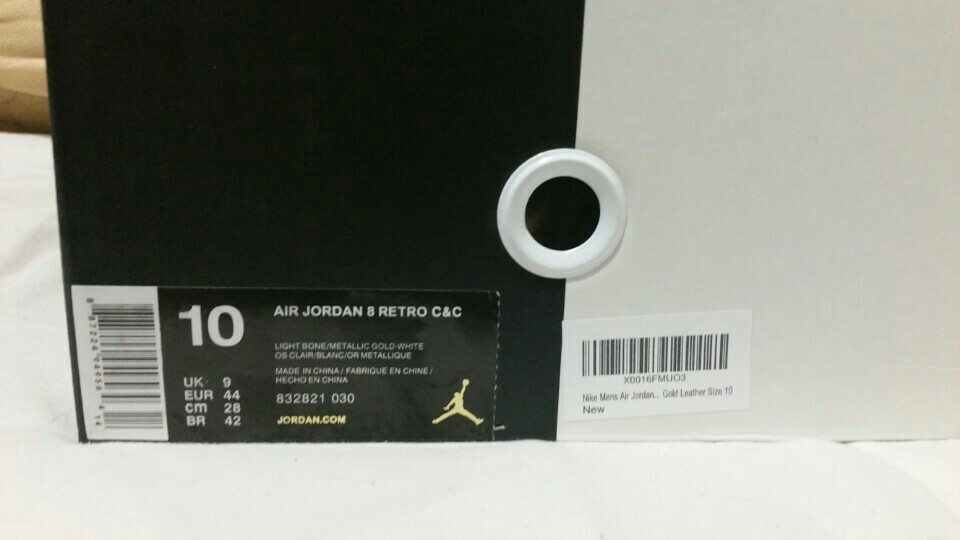 10
AIR JORDAN 8 RETRO C&C
LIGHT BONE/METALLIC GOLD-WHITE
OS CLAIR/BLANC/OR METALLIQUE
MADE IN CHINA / FABRIQUE EN CHINE /
HECHO EN CHINA
832821 030
JORDAN.COM
UK 9
EUR 44
cm 28
BR 42
X0016FMUO3
Nike Mens Air Jordan... Gold Leather Size 10
New